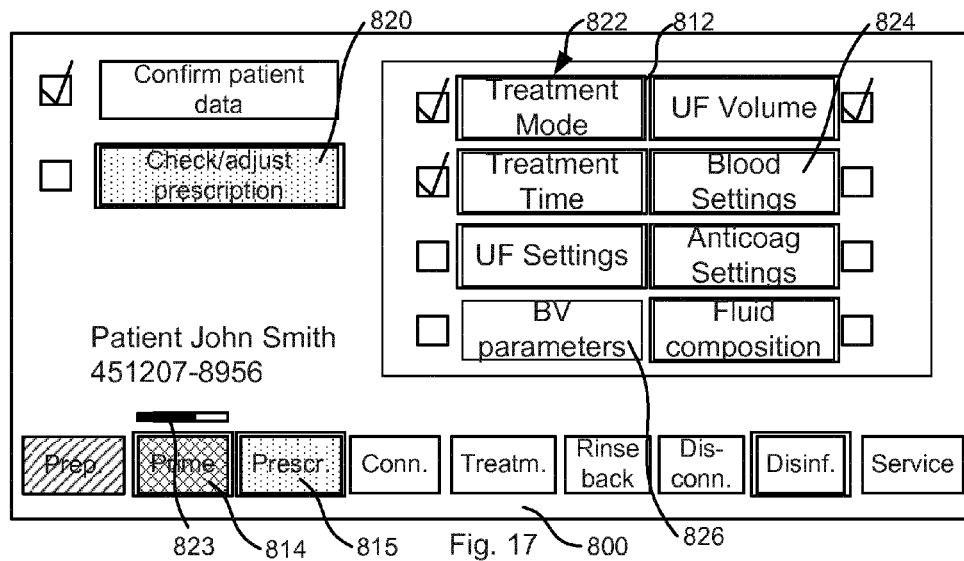 820
822
812
824
Confirm patient
data
Check/adjust
prescription
Treatment
Mode
UF Volume
Treatment
Time
Blood
Settings
UF Settings
Anticoag
Settings
BV
parameters
Fluid
composition
Patient John Smith
451207-8956
Prep.
Prime
Prescr.
Conn.
Treatm.
Rinse
back
Dis-
conn.
Disinf.
Service
823
814
815
Fig. 17
800
826